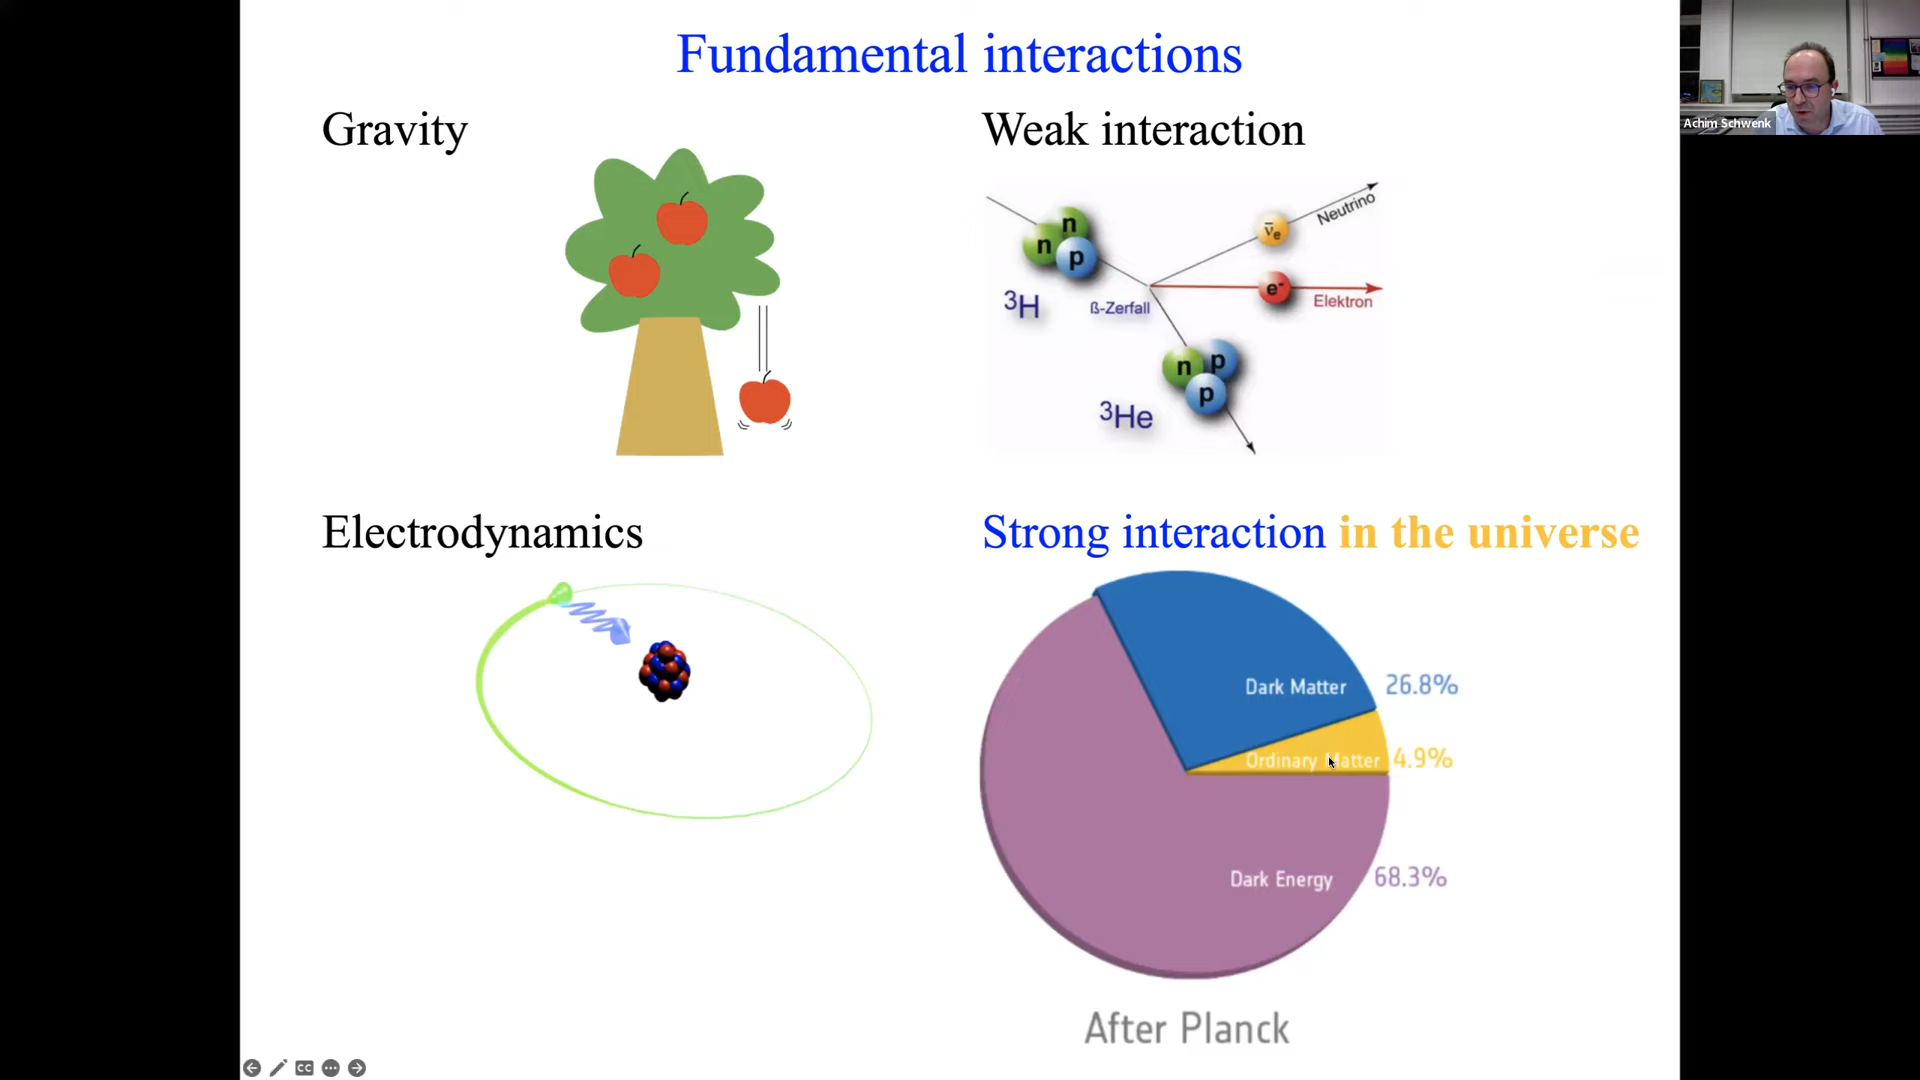 Fundamental interactions
Gravity
Weak interaction
n
n
p
³H
ß-Zerfall
ν̄e
Neutrino
e-
Elektron
n
p
p
³He
Electrodynamics
Strong interaction in the universe
Dark Matter 26.8%
Ordinary Matter 4.9%
Dark Energy 68.3%
After Planck
Achim Schwenk
CC